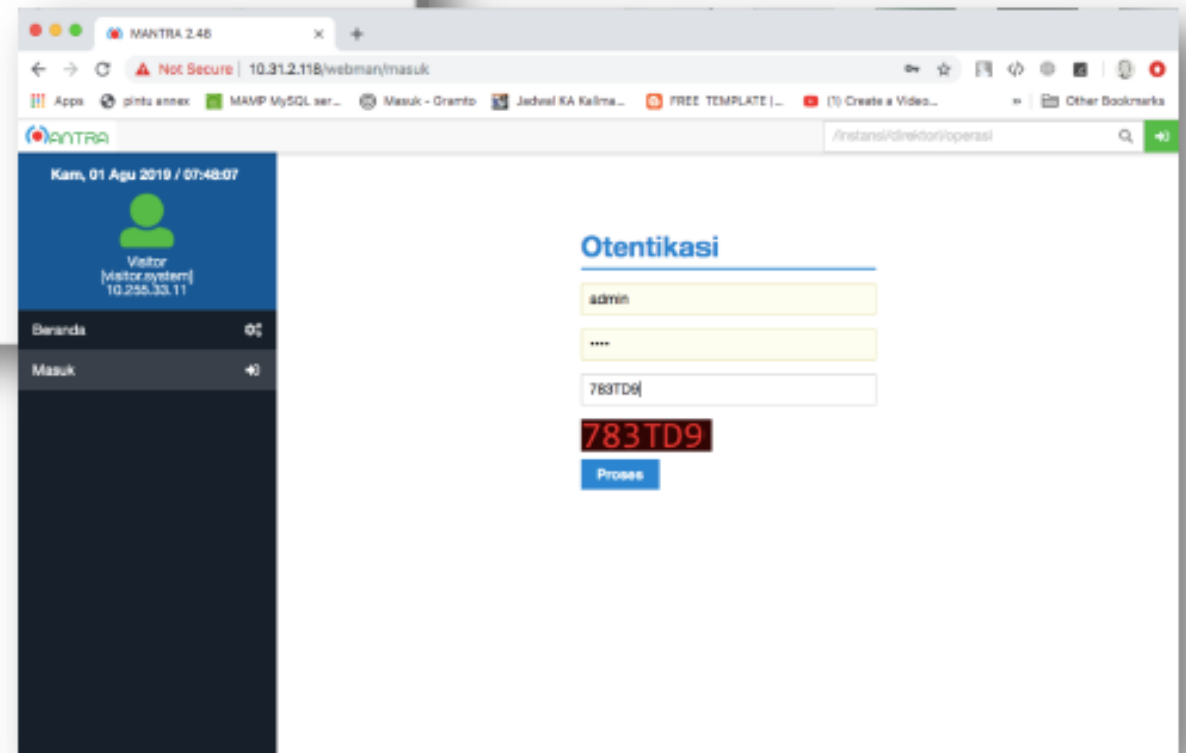 MANTRA 2.48
Not Secure | 10.31.2.118/webman/masuk
Apps pintu annex MAMP MySQL ser... Masuk - Gramto Jadwal KA Kalima... FREE TEMPLATE |... (1) Create a Video... » Other Bookmarks
MANTRA /instansi/direktori/operasi
Kam, 01 Agu 2019 / 07:48:07
Visitor
[visitor.system]
10.255.33.11
Beranda
Masuk
Otentikasi
admin
••••
783TD9
783TD9
Proses